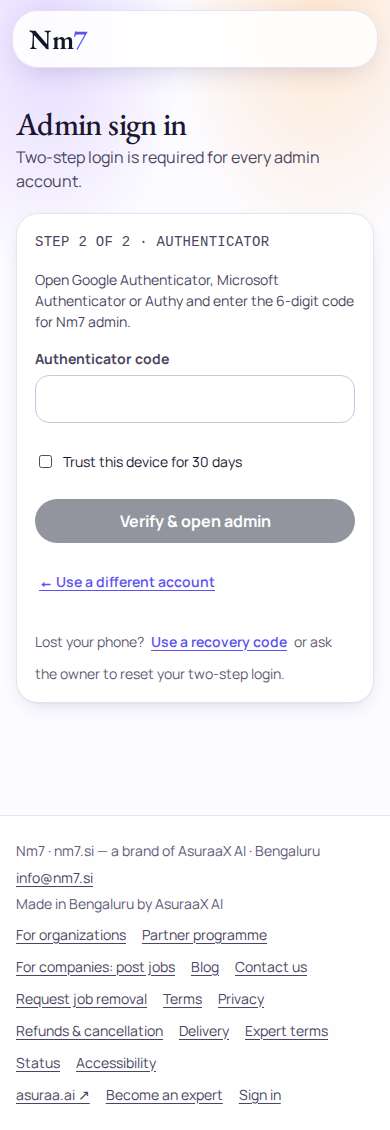 Nm7
Admin sign in
Two-step login is required for every admin
account.
STEP 2 OF 2 · AUTHENTICATOR
Open Google Authenticator, Microsoft
Authenticator or Authy and enter the 6-digit code
for Nm7 admin.
Authenticator code
Trust this device for 30 days
Verify & open admin
← Use a different account
Lost your phone? Use a recovery code or ask
the owner to reset your two-step login.
Nm7 · nm7.si — a brand of AsuraaX AI · Bengaluru
info@nm7.si
Made in Bengaluru by AsuraaX AI
For organizations Partner programme
For companies: post jobs Blog Contact us
Request job removal Terms Privacy
Refunds & cancellation Delivery Expert terms
Status Accessibility
asuraa.ai ↗ Become an expert Sign in